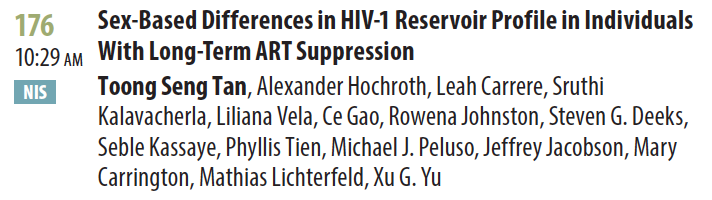 176
Sex-Based Differences in HIV-1 Reservoir Profile in Individuals
10:29 AM
With Long-Term ART Suppression
NIS
Toong Seng Tan, Alexander Hochroth, Leah Carrere, Sruthi
Kalavacherla, Liliana Vela, Ce Gao, Rowena Johnston, Steven G. Deeks,
Seble Kassaye, Phyllis Tien, Michael J. Peluso, Jeffrey Jacobson, Mary
Carrington, Mathias Lichterfeld, Xu G. Yu